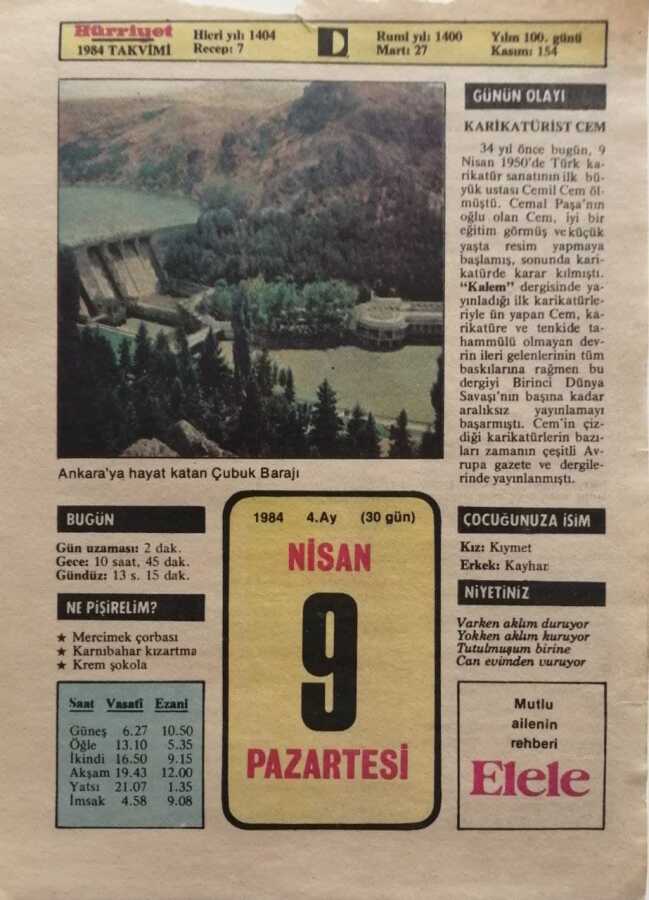 Hürriyet
1984 TAKVİMİ
Hicri yılı 1404
Recep: 7
D
Rumi yılı 1400
Mart: 27
Yılın 100. günü
Kasım: 154
GÜNÜN OLAYI
KARİKATÜRİST CEM
34 yıl önce bugün, 9
Nisan 1950'de Türk ka-
rikatür sanatının ilk bü-
yük ustası Cemil Cem öl-
müştü. Cemal Paşa'nın
oğlu olan Cem, iyi bir
eğitim görmüş ve küçük
yaşta resim yapmaya
başlamış, sonunda kari-
katürde karar kılmıştı.
"Kalem" dergisinde ya-
yınladığı ilk karikatürle-
riyle ün yapan Cem, ka-
rikatüre ve tenkide ta-
hammülü olmayan dev-
rin ileri gelenlerinin tüm
baskılarına rağmen bu
dergiyi Birinci Dünya
Savaşı'nın başına kadar
aralıksız yayınlamayı
başarmıştı. Cem'in çiz-
diği karikatürlerin bazı-
ları zamanın çeşitli Av-
rupa gazete ve dergile-
rinde yayınlanmıştı.
Ankara'ya hayat katan Çubuk Barajı
BUGÜN
Gün uzaması: 2 dak.
Gece: 10 saat, 45 dak.
Gündüz: 13 s. 15 dak.
NE PİŞİRELİM?
★ Mercimek çorbası
★ Karnıbahar kızartma
★ Krem şokola
Saat Vasatî Ezanî
Güneş 6.27 10.50
Öğle 13.10 5.35
İkindi 16.50 9.15
Akşam 19.43 12.00
Yatsı 21.07 1.35
İmsak 4.58 9.08
1984 4.Ay (30 gün)
NİSAN
9
PAZARTESİ
ÇOCUĞUNUZA İSİM
Kız: Kıymet
Erkek: Kayhan
NİYETİNİZ
Varken aklım duruyor
Yokken aklım kuruyor
Tutulmuşum birine
Can evimden vuruyor
Mutlu
ailenin
rehberi
Elele